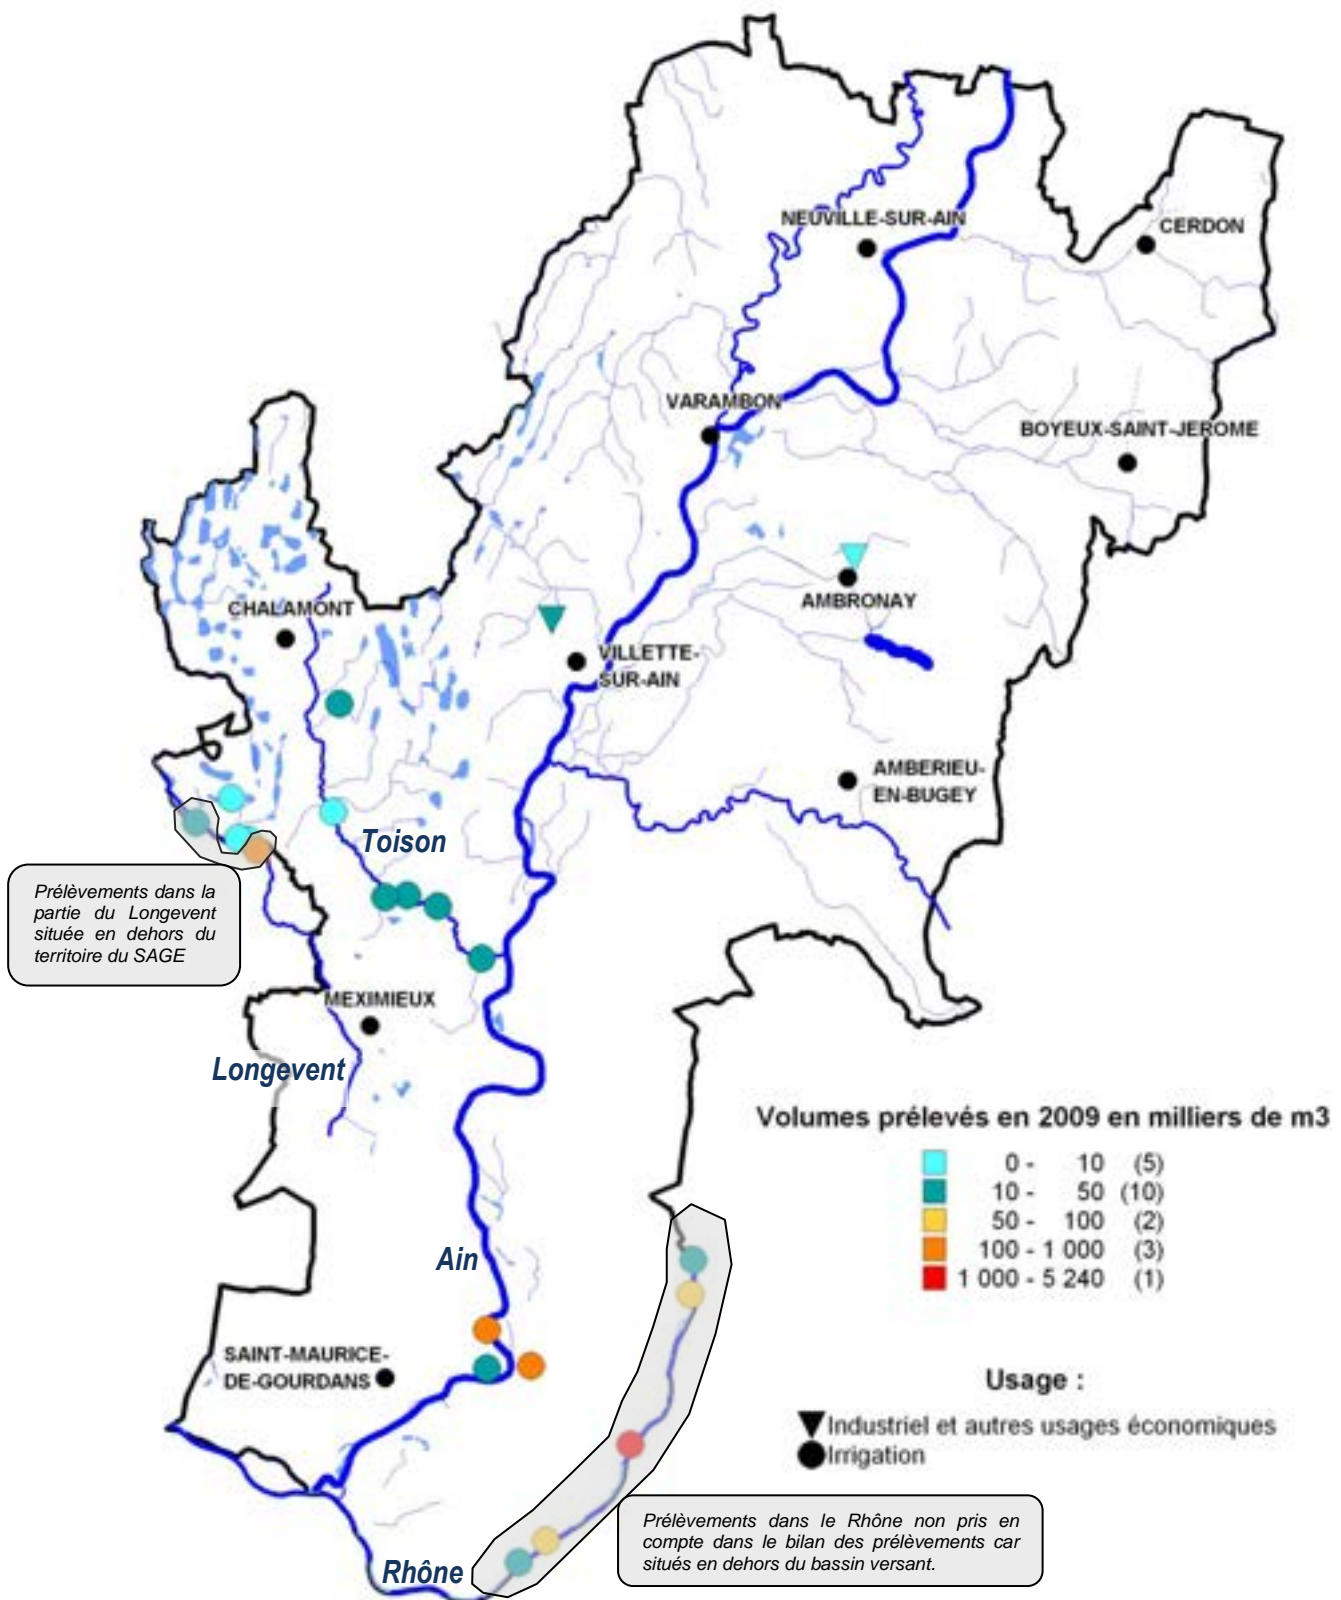 NEUVILLE-SUR-AIN
CERDON
VARAMBON
BOYEUX-SAINT-JEROME
AMBRONAY
CHALAMONT
VILLETTE-
SUR-AIN
AMBERIEU-
EN-BUGEY
Toison
Prélèvements dans la
partie du Longevent
située en dehors du
territoire du SAGE
MEXIMIEUX
Longevent
Volumes prélevés en 2009 en milliers de m3
0 - 10 (5)
10 - 50 (10)
50 - 100 (2)
100 - 1 000 (3)
1 000 - 5 240 (1)
Ain
SAINT-MAURICE-
DE-GOURDANS
Usage :
Industriel et autres usages économiques
Irrigation
Prélèvements dans le Rhône non pris en
compte dans le bilan des prélèvements car
situés en dehors du bassin versant.
Rhône